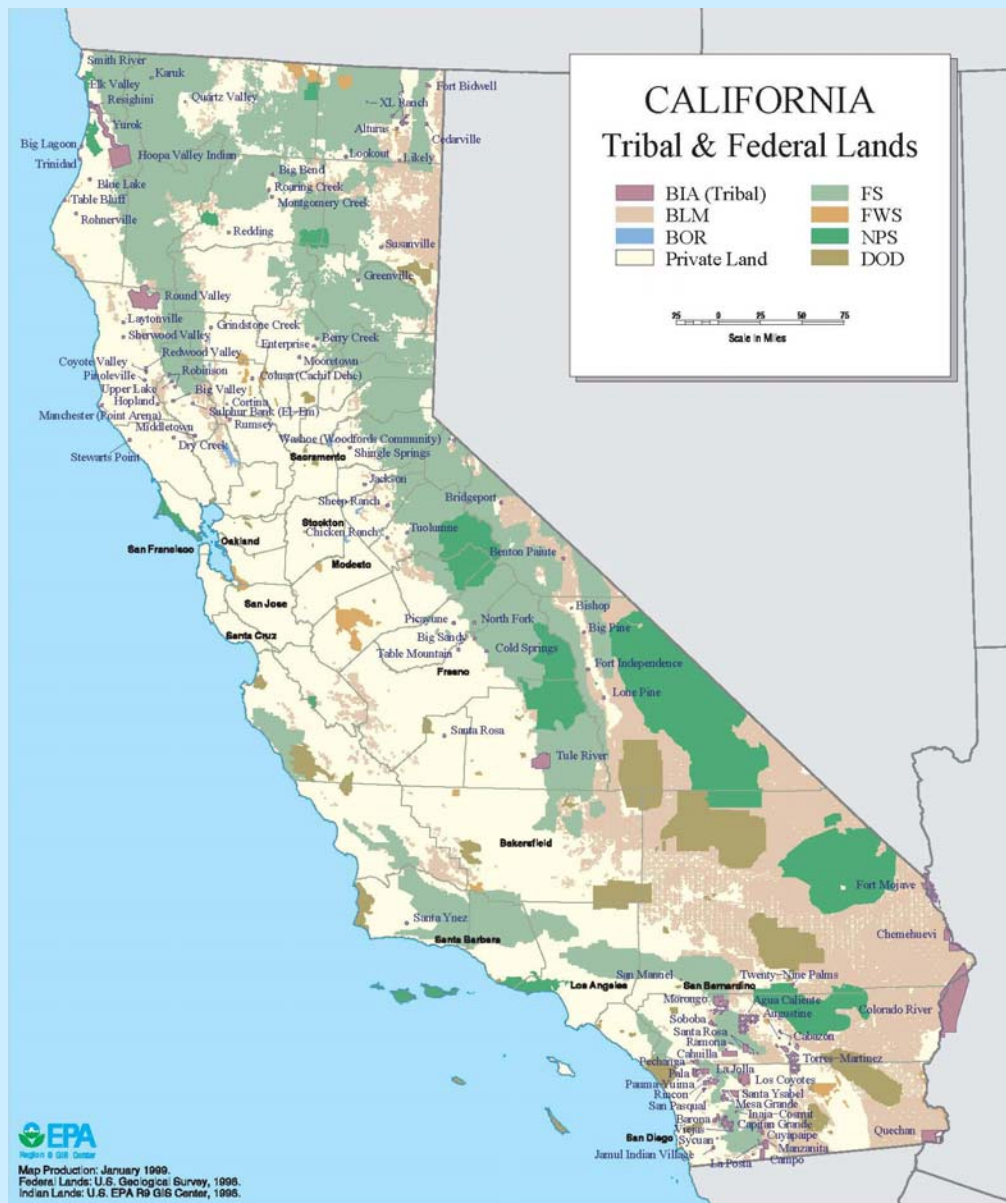 CALIFORNIA
Tribal & Federal Lands
BIA (Tribal)
BLM
BOR
Private Land
FS
FWS
NPS
DOD
25 0 25 50 75
Scale in Miles
Smith River
Karuk
Elk Valley
Resighini
Quartz Valley
Fort Bidwell
XL Ranch
Yurok
Alturas
Cedarville
Big Lagoon
Hoopa Valley Indian
Trinidad
Lookout
Likely
Big Bend
Blue Lake
Roaring Creek
Montgomery Creek
Table Bluff
Rohnerville
Redding
Susanville
Greenville
Round Valley
Laytonville
Grindstone Creek
Sherwood Valley
Berry Creek
Enterprise
Redwood Valley
Mooretown
Coyote Valley
Robinson
Pinoleville
Colusa (Cachil Dehe)
Upper Lake
Big Valley
Hopland
Cortina
Manchester (Point Arena)
Sulphur Bank (El-Em)
Middletown
Rumsey
Dry Creek
Washoe (Woodfords Community)
Stewarts Point
Sacramento
Shingle Springs
Jackson
Sheep Ranch
Bridgeport
Stockton
Tuolumne
Chicken Ranch
Oakland
San Fransisco
Benton Paiute
Modesto
San Jose
Bishop
Santa Cruz
Picayune
North Fork
Big Pine
Big Sandy
Table Mountain
Cold Springs
Fort Independence
Fresno
Lone Pine
Santa Rosa
Tule River
Bakersfield
Fort Mojave
Santa Ynez
Chemehuevi
Santa Barbara
San Manuel
Twenty-Nine Palms
Los Angeles
San Bernardino
Morongo
Agua Caliente
Colorado River
Augustine
Soboba
Santa Rosa
Cabazon
Ramona
Cahuilla
Torres-Martinez
Pechanga
Pala
La Jolla
Los Coyotes
Pauma-Yuima
Rincon
Santa Ysabel
San Pasqual
Mesa Grande
Inaja-Cosmit
Barona
Capitan Grande
Viejas
San Diego
Cuyapaipe
Quechan
Sycuan
Manzanita
Jamul Indian Village
Campo
La Posta
EPA
Region 9 GIS Center
Map Production: January 1999.
Federal Lands: U.S. Geological Survey, 1998.
Indian Lands: U.S. EPA R9 GIS Center, 1998.